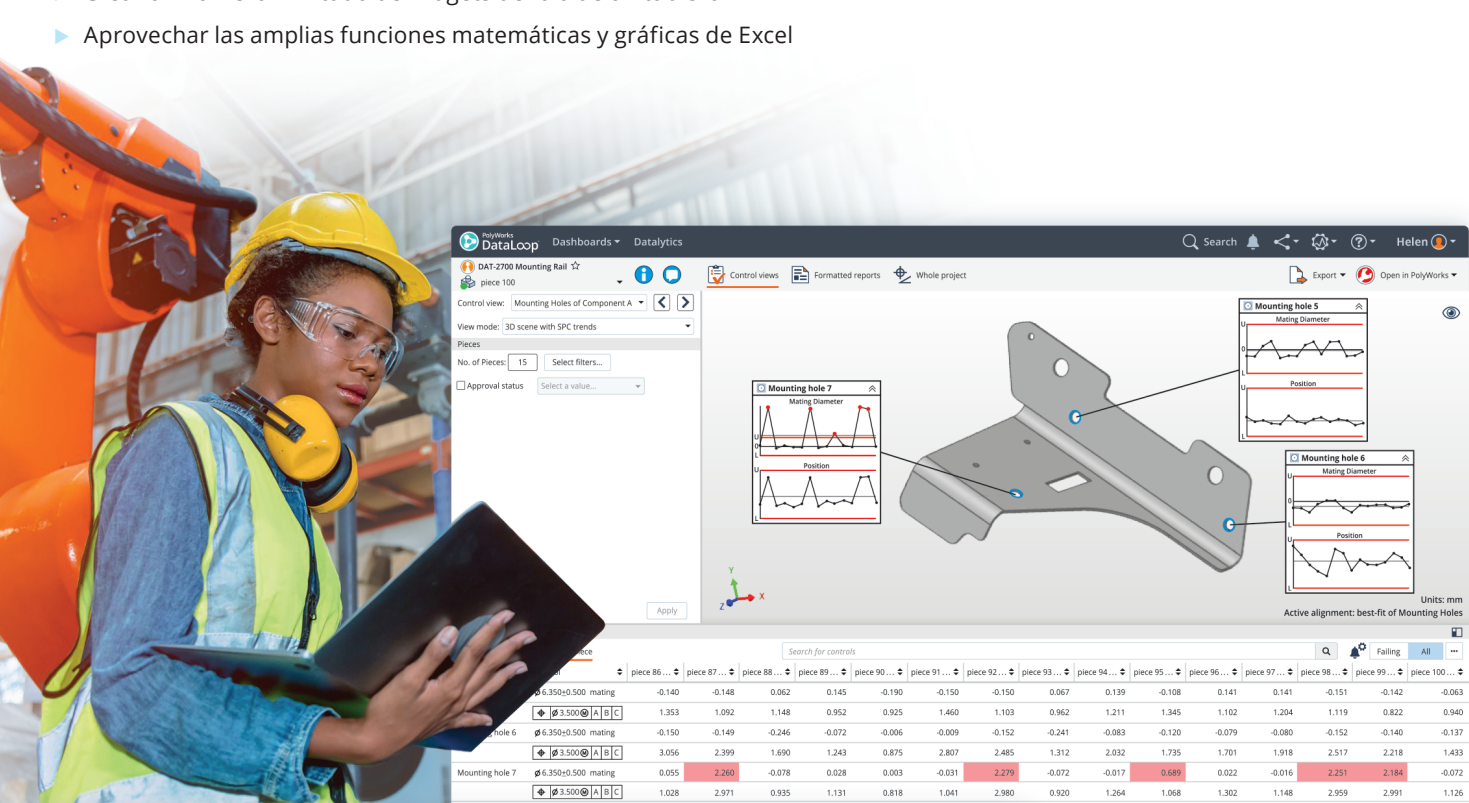 Aprovechar las amplias funciones matemáticas y gráficas de Excel
PolyWorks
DataLoop Dashboards Datalytics Search Helen
DAT-2700 Mounting Rail
piece 100
Control views Formatted reports Whole project Export Open in PolyWorks
Control view: Mounting Holes of Component A
View mode: 3D scene with SPC trends
Pieces
No. of Pieces: 15 Select filters...
Approval status Select a value...
Apply
Mounting hole 5
Mating Diameter
U
0
L
Position
U
L
Mounting hole 7
Mating Diameter
U
0
L
Position
U
L
Mounting hole 6
Mating Diameter
U
0
L
Position
U
L
Y
X
Z
Units: mm
Active alignment: best-fit of Mounting Holes
Search for controls Failing All ...
piece 86... piece 87... piece 88... piece 89... piece 90... piece 91... piece 92... piece 93... piece 94... piece 95... piece 96... piece 97... piece 98... piece 99... piece 100...
ø 6.350±0.500 mating -0.140 -0.148 0.062 0.145 -0.190 -0.150 -0.150 0.067 0.139 -0.108 0.141 0.141 -0.151 -0.142 -0.063
⌖ ø 3.500 Ⓜ A B C 1.353 1.092 1.148 0.952 0.925 1.460 1.103 0.962 1.211 1.345 1.102 1.204 1.119 0.822 0.940
hole 6 ø 6.350±0.500 mating -0.150 -0.149 -0.246 -0.072 -0.006 -0.009 -0.152 -0.241 -0.083 -0.120 -0.079 -0.080 -0.152 -0.140 -0.137
⌖ ø 3.500 Ⓜ A B C 3.056 2.399 1.690 1.243 0.875 2.807 2.485 1.312 2.032 1.735 1.701 1.918 2.517 2.218 1.433
Mounting hole 7 ø 6.350±0.500 mating 0.055 2.260 -0.078 0.028 0.003 -0.031 2.279 -0.072 -0.017 0.689 0.022 -0.016 2.251 2.184 -0.072
⌖ ø 3.500 Ⓜ A B C 1.028 2.971 0.935 1.131 0.818 1.041 2.980 0.920 1.264 1.068 1.302 1.148 2.959 2.991 1.126